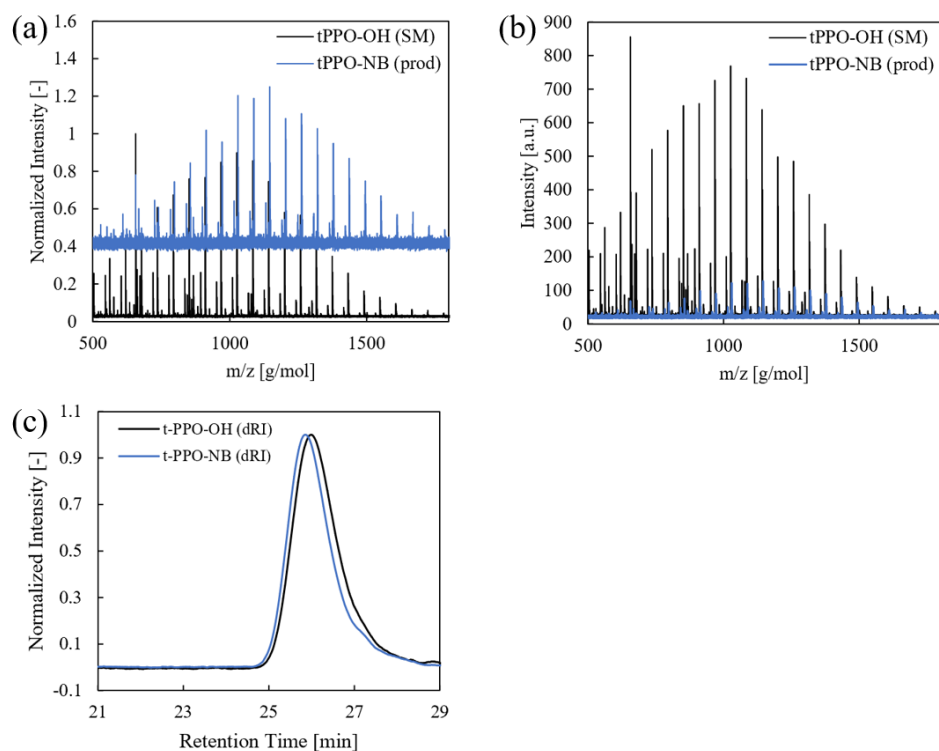 (a)
1.6
1.4
1.2
1
0.8
0.6
0.4
0.2
0
Normalized Intensity [-]
tPPO-OH (SM)
tPPO-NB (prod)
500
1000
1500
m/z [g/mol]
(b)
900
800
700
600
500
400
300
200
100
0
Intensity [a.u.]
tPPO-OH (SM)
tPPO-NB (prod)
500
1000
1500
m/z [g/mol]
(c)
1.1
0.9
0.7
0.5
0.3
0.1
-0.1
Normalized Intensity [-]
t-PPO-OH (dRI)
t-PPO-NB (dRI)
21
23
25
27
29
Retention Time [min]